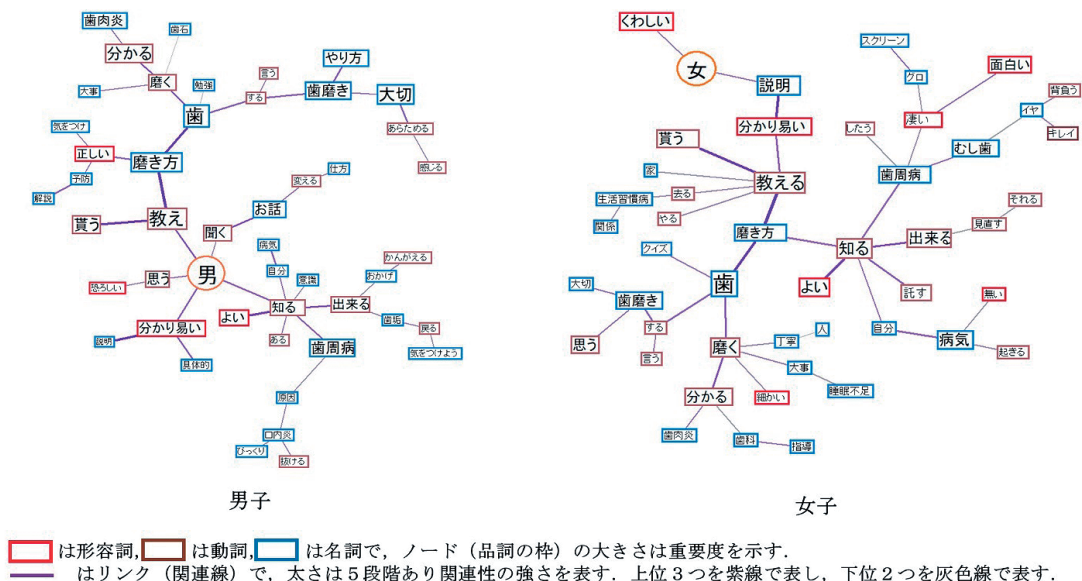 歯肉炎
歯石
分かる
磨く
大事
勉強
歯
やり方
言う
する
歯磨き
大切
あらためる
感じる
気をつけ
正しい
磨き方
予防
解説
貰う
教え
仕方
変える
お話
聞く
男
思う
恐ろしい
病気
自分
意識
かんがえる
おかげ
知る
出来る
よい
ある
歯垢
戻る
気をつけよう
分かり易い
説明
具体的
歯周病
原因
口内炎
びっくり
抜ける
男子
くわしい
女
説明
分かり易い
貰う
教える
家
生活習慣病
去る
関係
やる
磨き方
クイズ
歯
大切
歯磨き
する
思う
言う
磨く
丁寧
人
大事
睡眠不足
分かる
細かい
歯肉炎
歯科
指導
スクリーン
グロ
面白い
背負う
凄い
イヤ
したう
キレイ
むし歯
歯周病
それる
見直す
知る
出来る
よい
託す
無い
自分
病気
起きる
女子
は形容詞, は動詞, は名詞で，ノード（品詞の枠）の大きさは重要度を示す．
はリンク（関連線）で，太さは５段階あり関連性の強さを表す．上位３つを紫線で表し，下位２つを灰色線で表す．